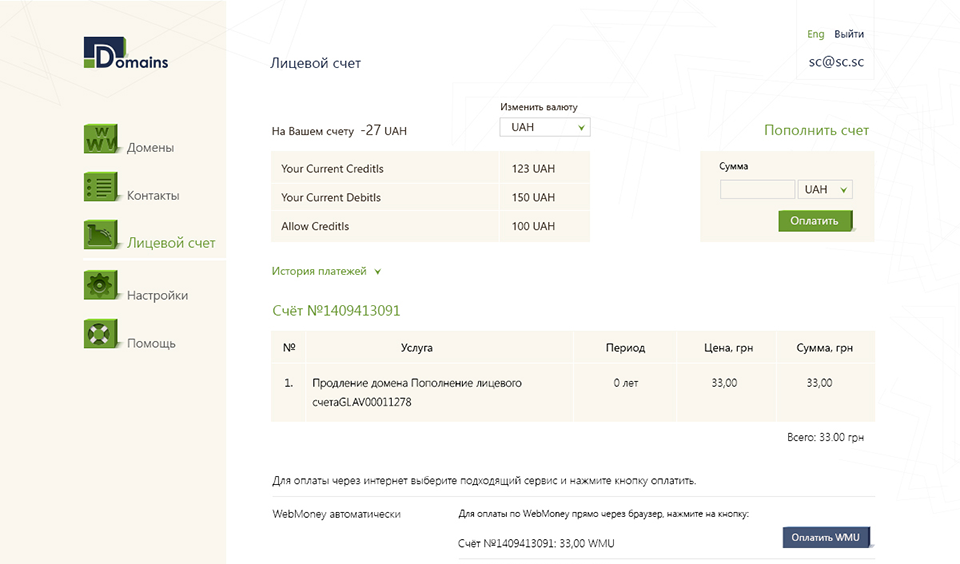 Domains
Eng Выйти
sc@sc.sc
WWW
Домены
Контакты
Лицевой счет
Настройки
Помощь
Лицевой счет
Изменить валюту
На Вашем счету -27 UAH
UAH
Your Current Creditls 123 UAH
Your Current Debitls 150 UAH
Allow Creditls 100 UAH
Пополнить счет
Сумма
UAH
Оплатить
История платежей
Счёт №1409413091
№ Услуга Период Цена, грн Сумма, грн
1. Продление домена Пополнение лицевого 0 лет 33,00 33,00
счетаGLAV00011278
Всего: 33.00 грн
Для оплаты через интернет выберите подходящий сервис и нажмите кнопку оплатить.
WebMoney автоматически
Для оплаты по WebMoney прямо через браузер, нажмите на кнопку:
Счёт №1409413091: 33,00 WMU
Оплатить WMU